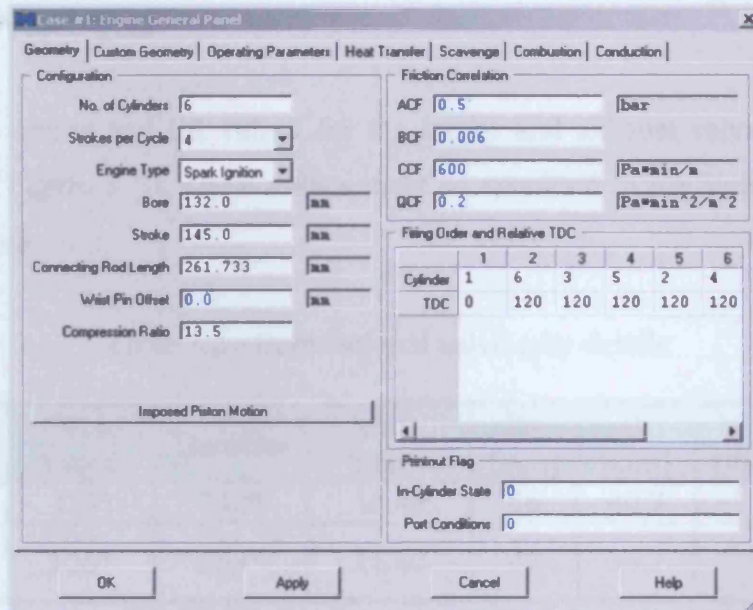 Case #1: Engine General Panel
Geometry Custom Geometry Operating Parameters Heat Transfer Scavenge Combustion Conduction
Configuration
No. of Cylinders 6
Strokes per Cycle 4
Engine Type Spark Ignition
Bore 132.0 mm
Stroke 145.0 mm
Connecting Rod Length 261.733 mm
Wrist Pin Offset 0.0 mm
Compression Ratio 13.5
Imposed Piston Motion
Friction Correlation
ACF 0.5 bar
BCF 0.006
CCF 600 Pa*min/m
QCF 0.2 Pa*min^2/m^2
Firing Order and Relative TDC
1 2 3 4 5 6
Cylinder 1 6 3 5 2 4
TDC 0 120 120 120 120 120
Printout Flag
In-Cylinder State 0
Port Conditions 0
OK Apply Cancel Help